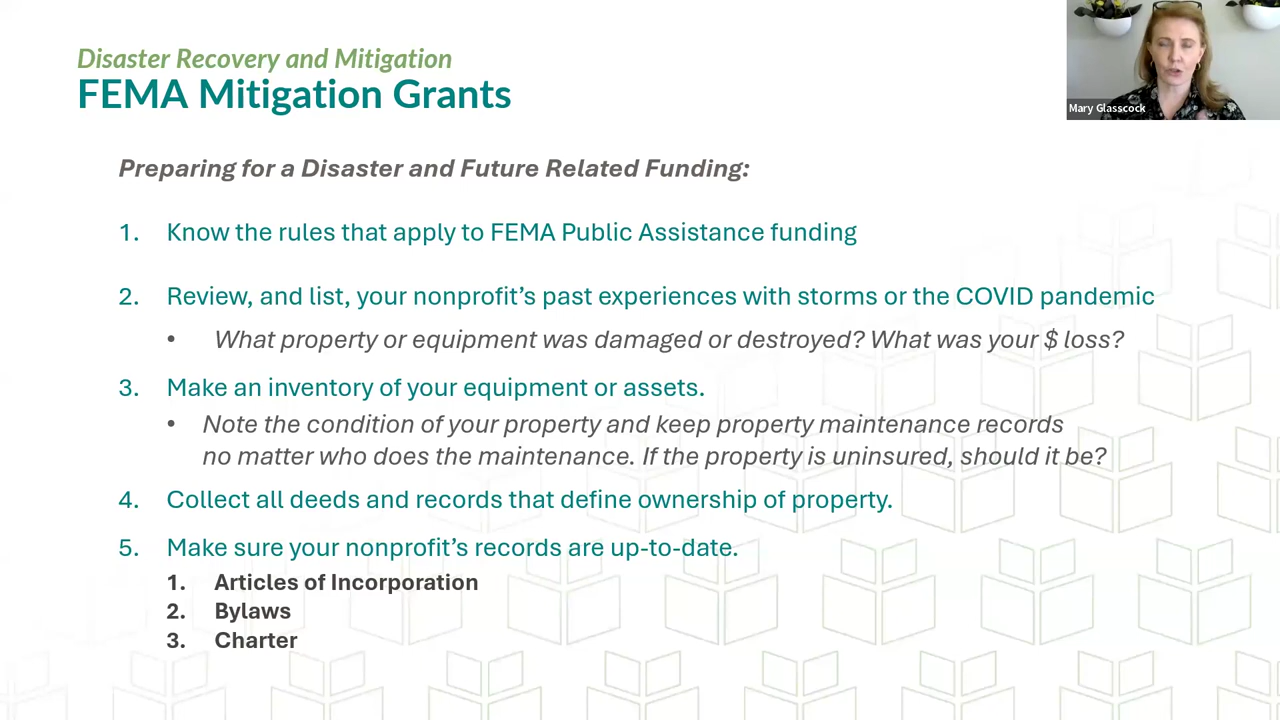 Disaster Recovery and Mitigation
FEMA Mitigation Grants
Mary Glasscock
Preparing for a Disaster and Future Related Funding:
1. Know the rules that apply to FEMA Public Assistance funding
2. Review, and list, your nonprofit’s past experiences with storms or the COVID pandemic
• What property or equipment was damaged or destroyed? What was your $ loss?
3. Make an inventory of your equipment or assets.
• Note the condition of your property and keep property maintenance records
no matter who does the maintenance. If the property is uninsured, should it be?
4. Collect all deeds and records that define ownership of property.
5. Make sure your nonprofit’s records are up-to-date.
1. Articles of Incorporation
2. Bylaws
3. Charter